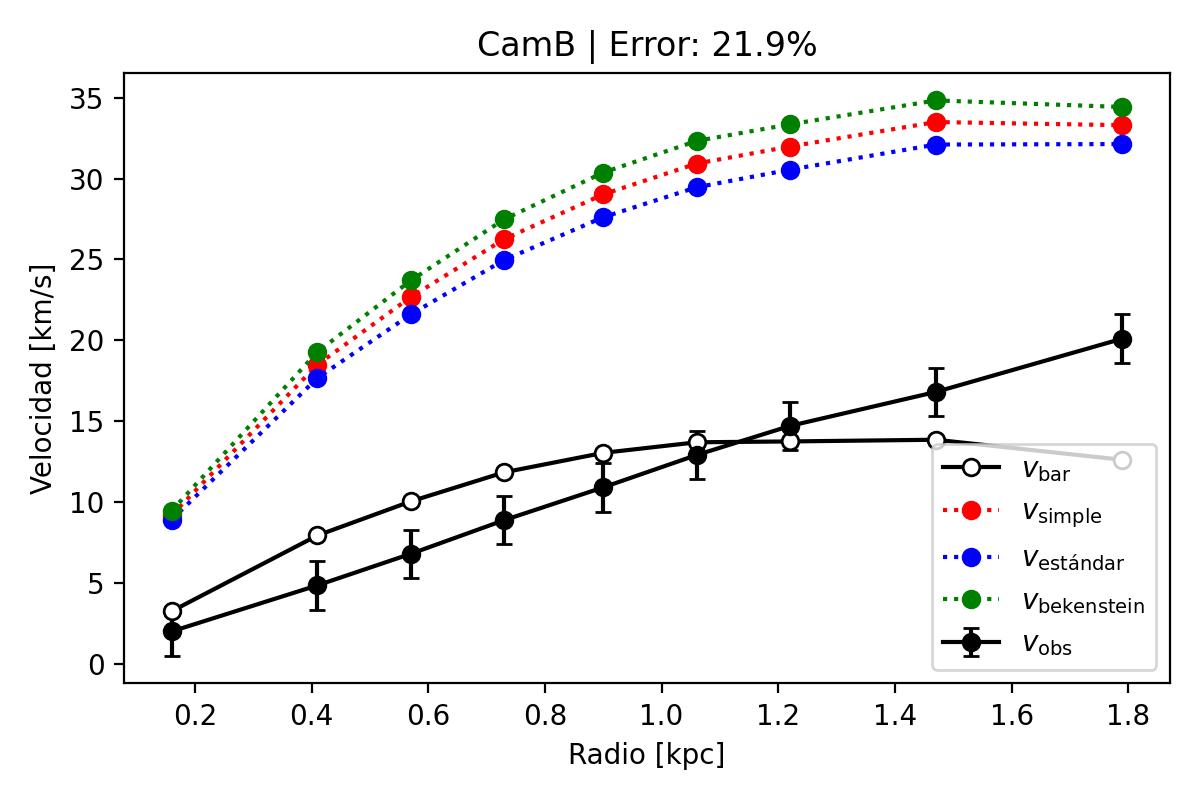 CamB | Error: 21.9%
Velocidad [km/s]
35
30
25
20
15
10
5
0
v_bar
v_simple
v_estándar
v_bekenstein
v_obs
0.2 0.4 0.6 0.8 1.0 1.2 1.4 1.6 1.8
Radio [kpc]